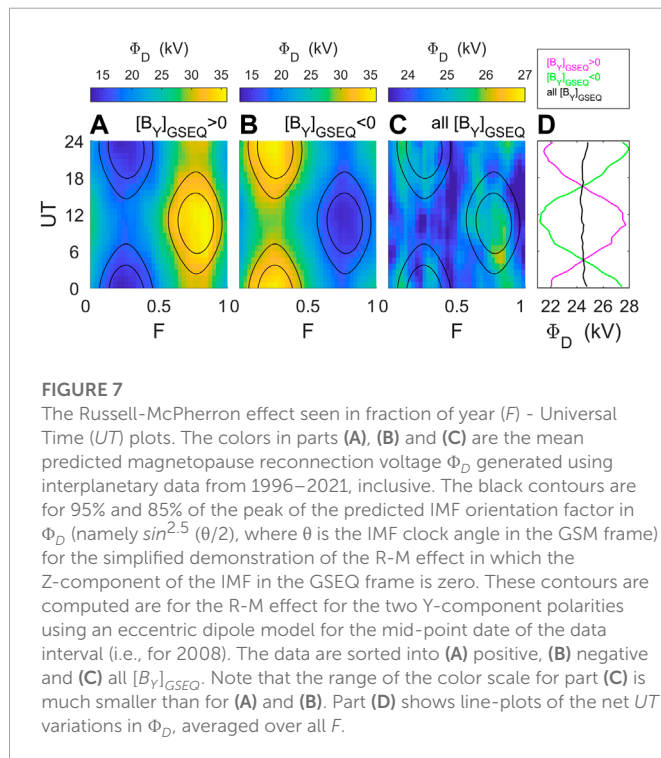 Φ_D (kV) Φ_D (kV) Φ_D (kV)
15 20 25 30 35 15 20 25 30 35 24 25 26 27
[B_Y]_GSEQ>0
[B_Y]_GSEQ<0
all [B_Y]_GSEQ
A [B_Y]_GSEQ>0 B [B_Y]_GSEQ<0 C all [B_Y]_GSEQ D
24
18
12
6
0
UT
0 0.5 1 0 0.5 1 0 0.5 1 22 24 26 28
F F F Φ_D (kV)
FIGURE 7
The Russell-McPherron effect seen in fraction of year (F) - Universal
Time (UT) plots. The colors in parts (A), (B) and (C) are the mean
predicted magnetopause reconnection voltage Φ_D generated using
interplanetary data from 1996–2021, inclusive. The black contours are
for 95% and 85% of the peak of the predicted IMF orientation factor in
Φ_D (namely sin^2.5 (θ/2), where θ is the IMF clock angle in the GSM frame)
for the simplified demonstration of the R-M effect in which the
Z-component of the IMF in the GSEQ frame is zero. These contours are
computed are for the R-M effect for the two Y-component polarities
using an eccentric dipole model for the mid-point date of the data
interval (i.e., for 2008). The data are sorted into (A) positive, (B) negative
and (C) all [B_Y]_GSEQ. Note that the range of the color scale for part (C) is
much smaller than for (A) and (B). Part (D) shows line-plots of the net UT
variations in Φ_D, averaged over all F.